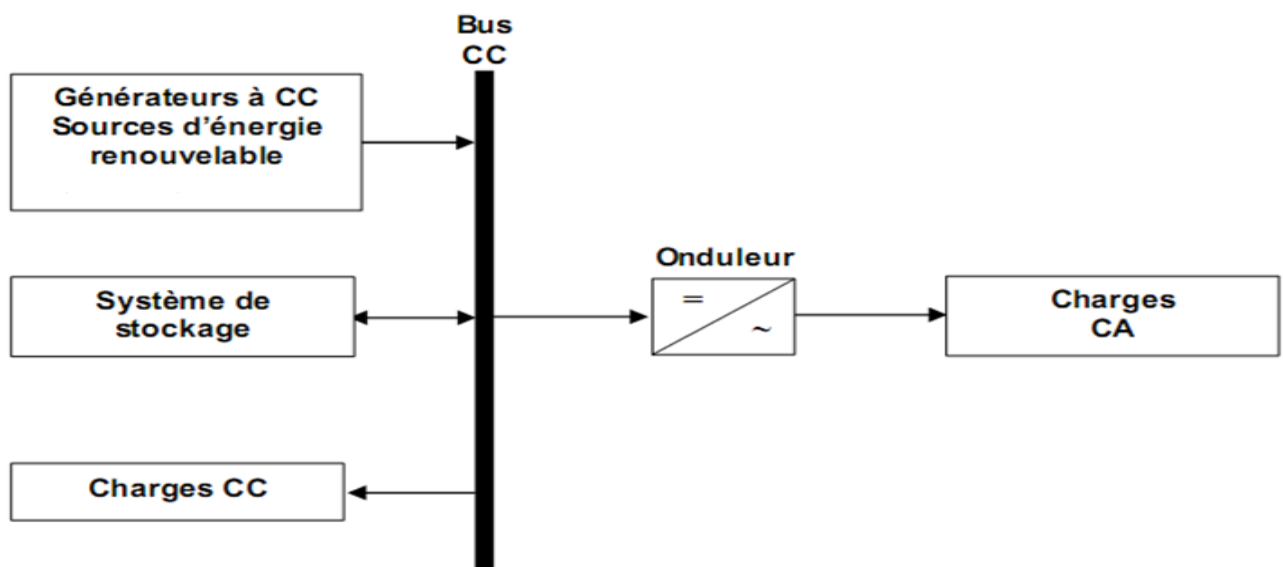 Bus
CC
Générateurs à CC
Sources d'énergie
renouvelable
Système de
stockage
Charges CC
Onduleur
=
~
Charges
CA